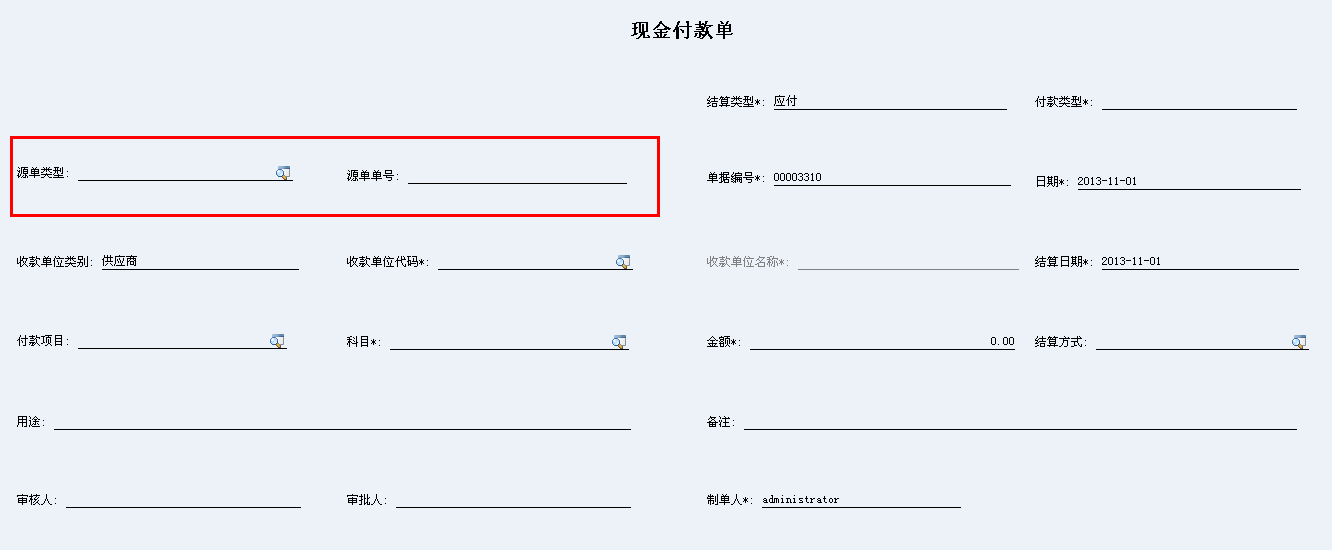 现金付款单
结算类型*: 应付 付款类型*:
源单类型: 源单单号: 单据编号*: 00003310 日期*: 2013-11-01
收款单位类别: 供应商 收款单位代码*: 收款单位名称*: 结算日期*: 2013-11-01
付款项目: 科目*: 金额*: 0.00 结算方式:
用途: 备注:
审核人: 审批人: 制单人*: administrator